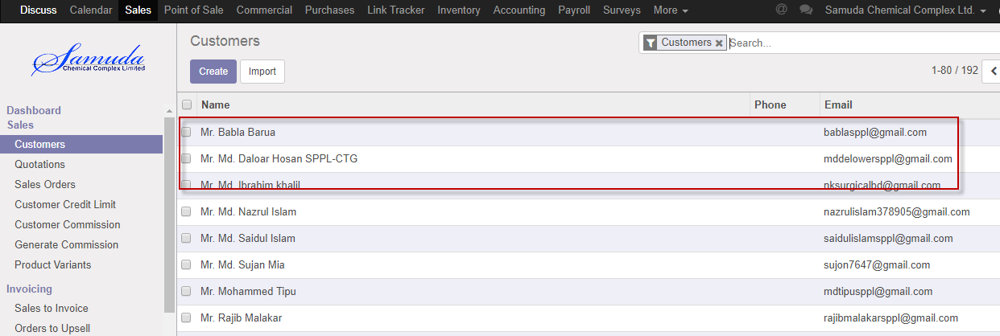 Discuss Calendar Sales Point of Sale Commercial Purchases Link Tracker Inventory Accounting Payroll Surveys More @ Samuda Chemical Complex Ltd.
Samuda
Chemical Complex Limited
Customers
Customers Search...
Create Import
1-80 / 192
Dashboard
Sales
Customers
Quotations
Sales Orders
Customer Credit Limit
Customer Commission
Generate Commission
Product Variants
Invoicing
Sales to Invoice
Orders to Upsell
Name Phone Email
Mr. Babla Barua bablasppl@gmail.com
Mr. Md. Daloar Hosan SPPL-CTG mddelowersppl@gmail.com
Mr. Md. Ibrahim khalil nksurgicalbd@gmail.com
Mr. Md. Nazrul Islam nazrulislam378905@gmail.com
Mr. Md. Saidul Islam saidulislamsppl@gmail.com
Mr. Md. Sujan Mia sujon7647@gmail.com
Mr. Mohammed Tipu mdtipusppl@gmail.com
Mr. Rajib Malakar rajibmalakarsppl@gmail.com